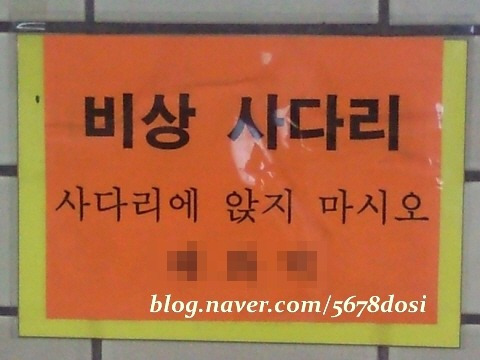 비상 사다리
사다리에 앉지 마시오
blog.naver.com/5678dosi